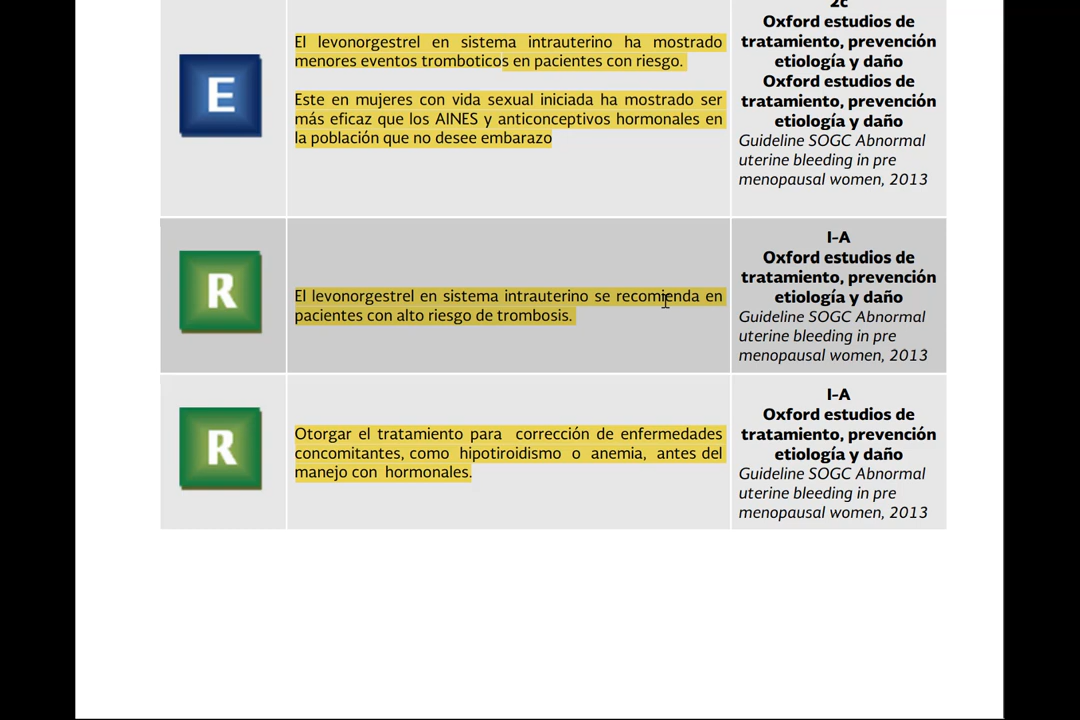 2c
Oxford estudios de
tratamiento, prevención
etiología y daño
E
El levonorgestrel en sistema intrauterino ha mostrado
menores eventos tromboticos en pacientes con riesgo.
Este en mujeres con vida sexual iniciada ha mostrado ser
más eficaz que los AINES y anticonceptivos hormonales en
la población que no desee embarazo
Oxford estudios de
tratamiento, prevención
etiología y daño
Guideline SOGC Abnormal
uterine bleeding in pre
menopausal women, 2013
R
El levonorgestrel en sistema intrauterino se recomienda en
pacientes con alto riesgo de trombosis.
I-A
Oxford estudios de
tratamiento, prevención
etiología y daño
Guideline SOGC Abnormal
uterine bleeding in pre
menopausal women, 2013
R
Otorgar el tratamiento para corrección de enfermedades
concomitantes, como hipotiroidismo o anemia, antes del
manejo con hormonales.
I-A
Oxford estudios de
tratamiento, prevención
etiología y daño
Guideline SOGC Abnormal
uterine bleeding in pre
menopausal women, 2013